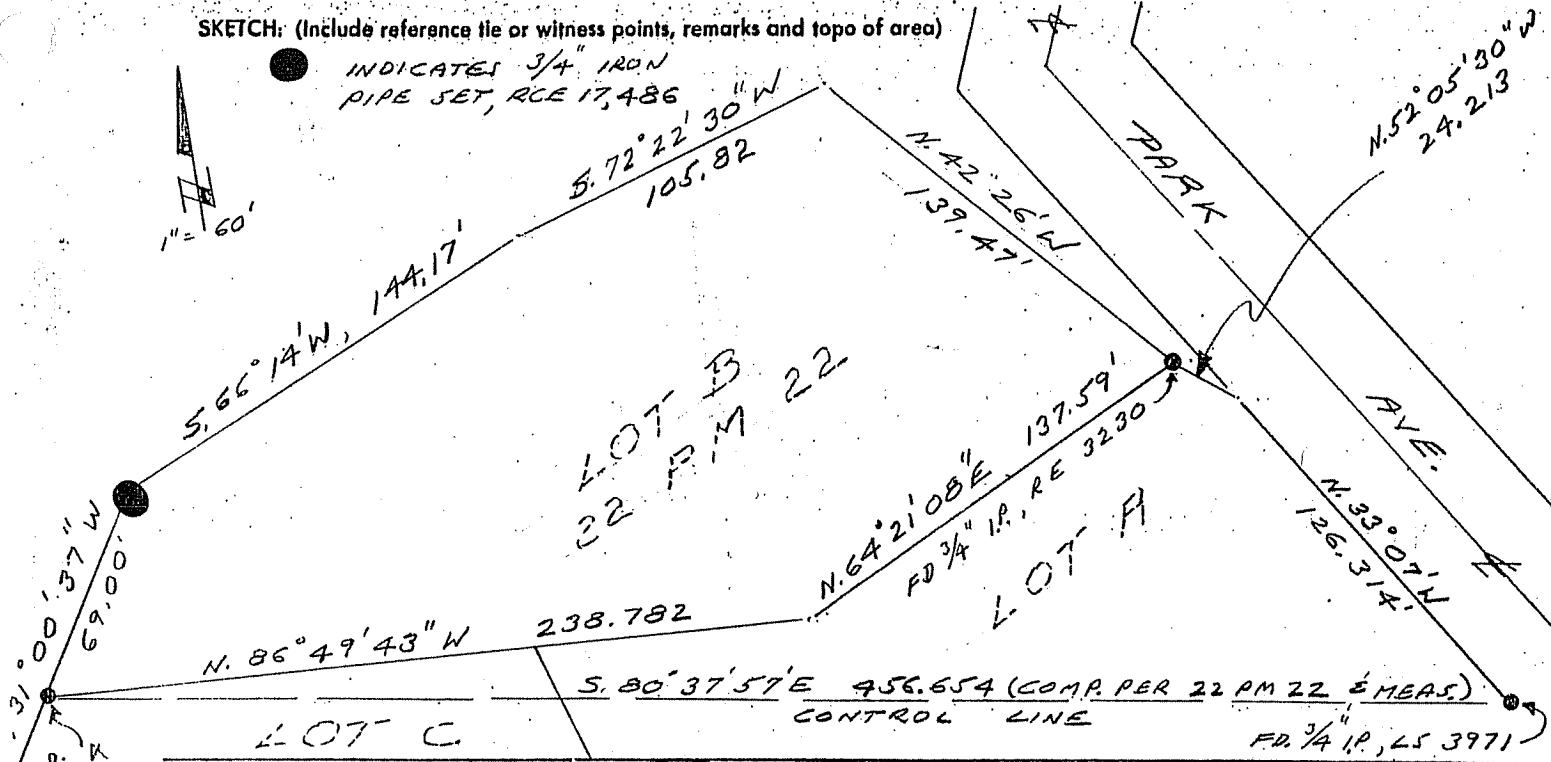 SKETCH: (Include reference tie or witness points, remarks and topo of area)
INDICATES 3/4" IRON
PIPE SET, RCE 17,486
1" = 60'
S. 72° 22' 30" W
105.82
N. 42° 26' W
139.47'
PARK
AVE.
N. 52° 05' 30" W
24.213
S. 66° 14' W, 144.17'
LOT B
22 PM 22
N. 64° 21' 08" E 137.59'
FD 3/4" I.P., RE 3230
LOT A
N. 33° 07' W
126.314'
31° 00' 37" W
69.00'
N. 86° 49' 43" W 238.782
S. 80° 37' 57" E 456.654 (COMP. PER 22 PM 22 & MEAS.)
CONTROL LINE
LOT C
FD. 3/4" I.P., LS 3971